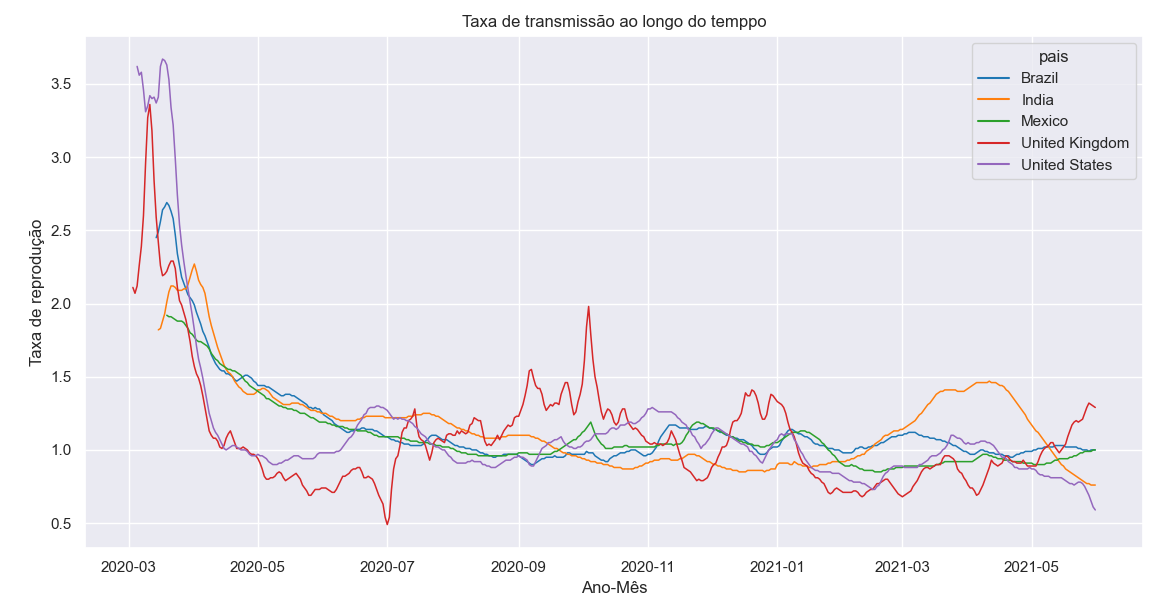 Taxa de transmissão ao longo do temppo
pais
Brazil
India
Mexico
United Kingdom
United States
Taxa de reprodução
3.5
3.0
2.5
2.0
1.5
1.0
0.5
2020-03 2020-05 2020-07 2020-09 2020-11 2021-01 2021-03 2021-05
Ano-Mês